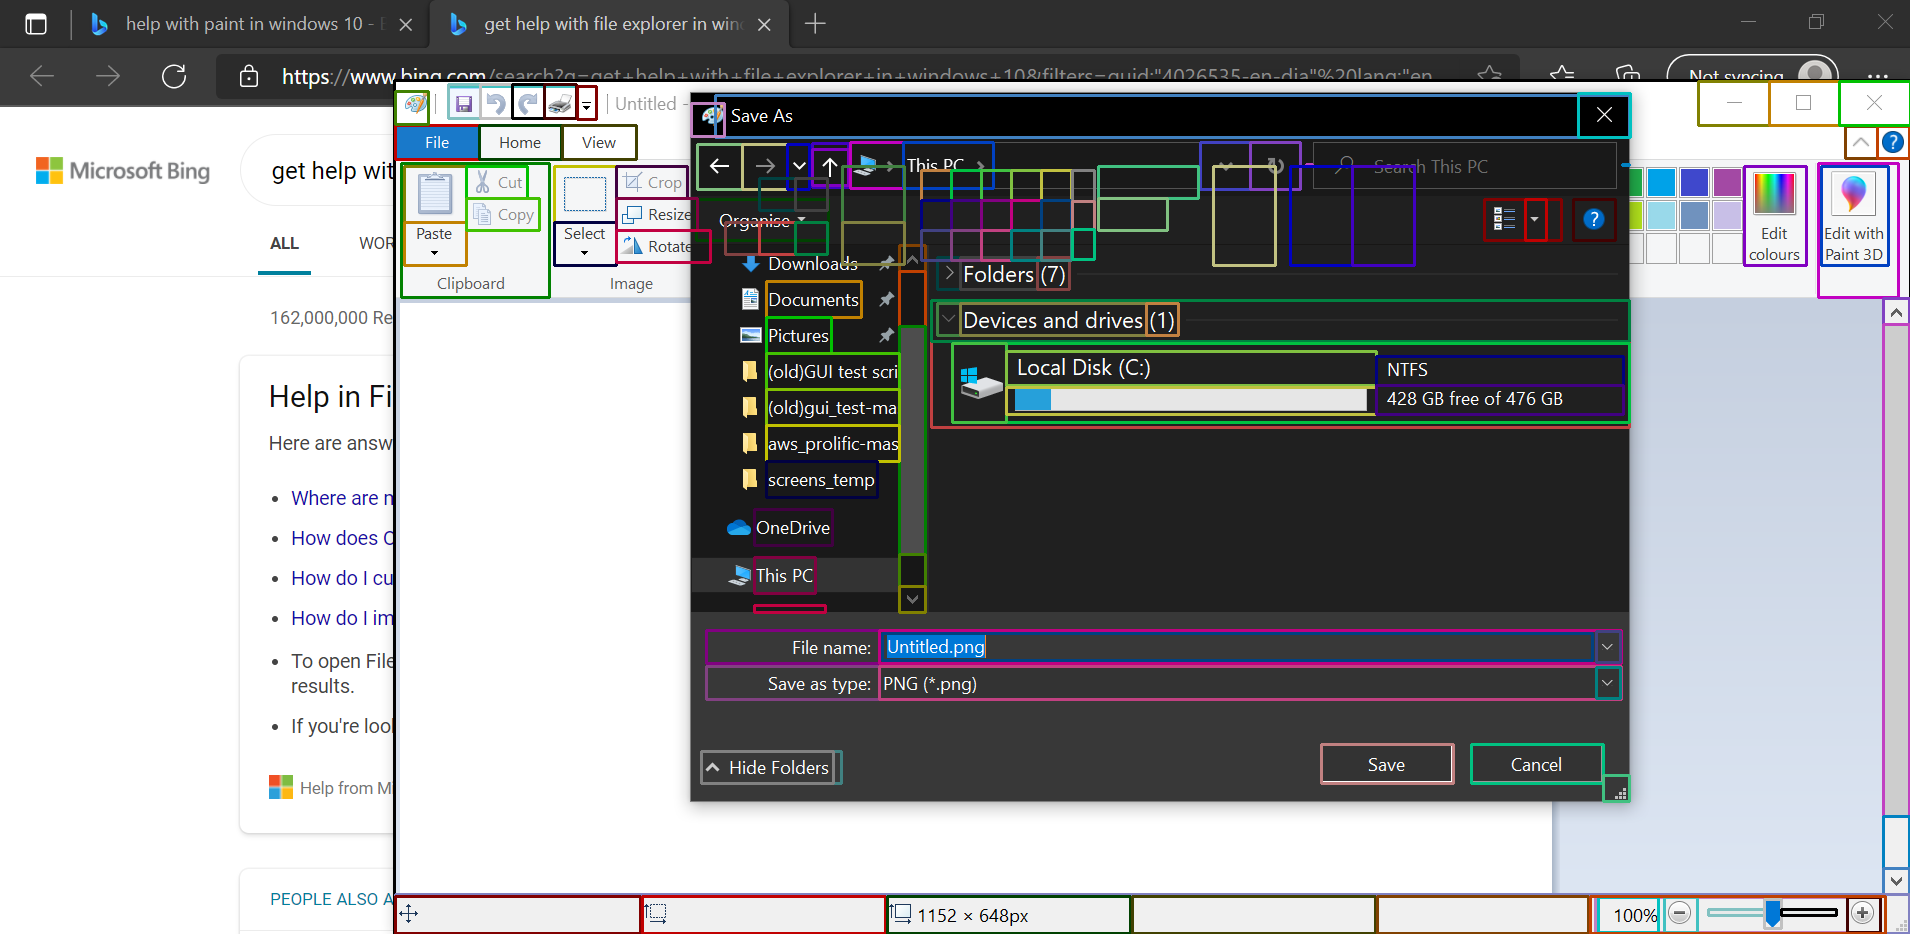 help with paint in windows 10 -
get help with file explorer in win
https://www.bing.com/search?q=get+help+with+file+explorer+in+windows+10&filters=guid:"4026535-en-dia"%20lang:"en
Not syncing
Untitled -
Save As
File
Home
View
This PC
Search This PC
Microsoft Bing
get help wit
Cut
Copy
Paste
Clipboard
Select
Crop
Resize
Rotate
Image
Organise
Edit
colours
Edit with
Paint 3D
ALL
WOR
162,000,000 Re
Downloads
Documents
Pictures
(old)GUI test scri
(old)gui_test-ma
aws_prolific-mas
screens_temp
OneDrive
This PC
Folders (7)
Devices and drives (1)
Local Disk (C:)
NTFS
428 GB free of 476 GB
Help in Fi
Here are answ
Where are m
How does C
How do I cu
How do I im
To open File
results.
If you're lool
Help from Mi
File name:
Untitled.png
Save as type:
PNG (*.png)
Hide Folders
Save
Cancel
PEOPLE ALSO A
1152 × 648px
100%